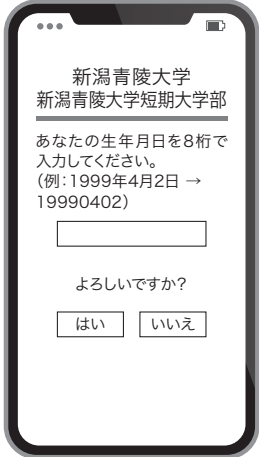 新潟青陵大学
新潟青陵大学短期大学部
あなたの生年月日を8桁で
入力してください。
(例:1999年4月2日 →
19990402)
よろしいですか?
はい
いいえ